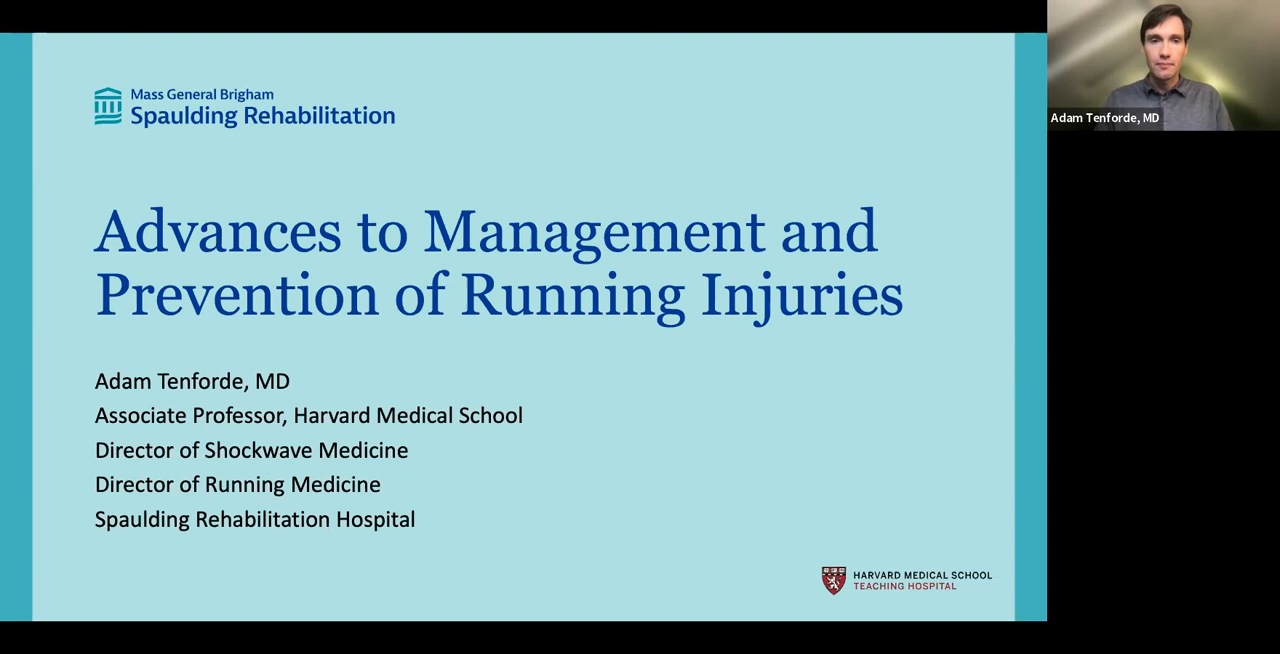 Mass General Brigham
Spaulding Rehabilitation
Advances to Management and
Prevention of Running Injuries
Adam Tenforde, MD
Associate Professor, Harvard Medical School
Director of Shockwave Medicine
Director of Running Medicine
Spaulding Rehabilitation Hospital
HARVARD MEDICAL SCHOOL
TEACHING HOSPITAL
Adam Tenforde, MD